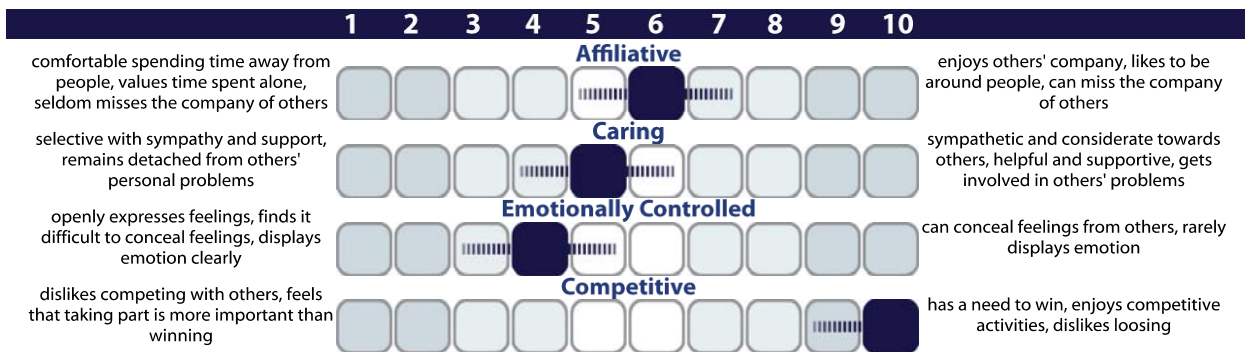 1 2 3 4 5 6 7 8 9 10
Affiliative
comfortable spending time away from
people, values time spent alone,
seldom misses the company of others
enjoys others' company, likes to be
around people, can miss the company
of others
Caring
selective with sympathy and support,
remains detached from others'
personal problems
sympathetic and considerate towards
others, helpful and supportive, gets
involved in others' problems
Emotionally Controlled
openly expresses feelings, finds it
difficult to conceal feelings, displays
emotion clearly
can conceal feelings from others, rarely
displays emotion
Competitive
dislikes competing with others, feels
that taking part is more important than
winning
has a need to win, enjoys competitive
activities, dislikes loosing